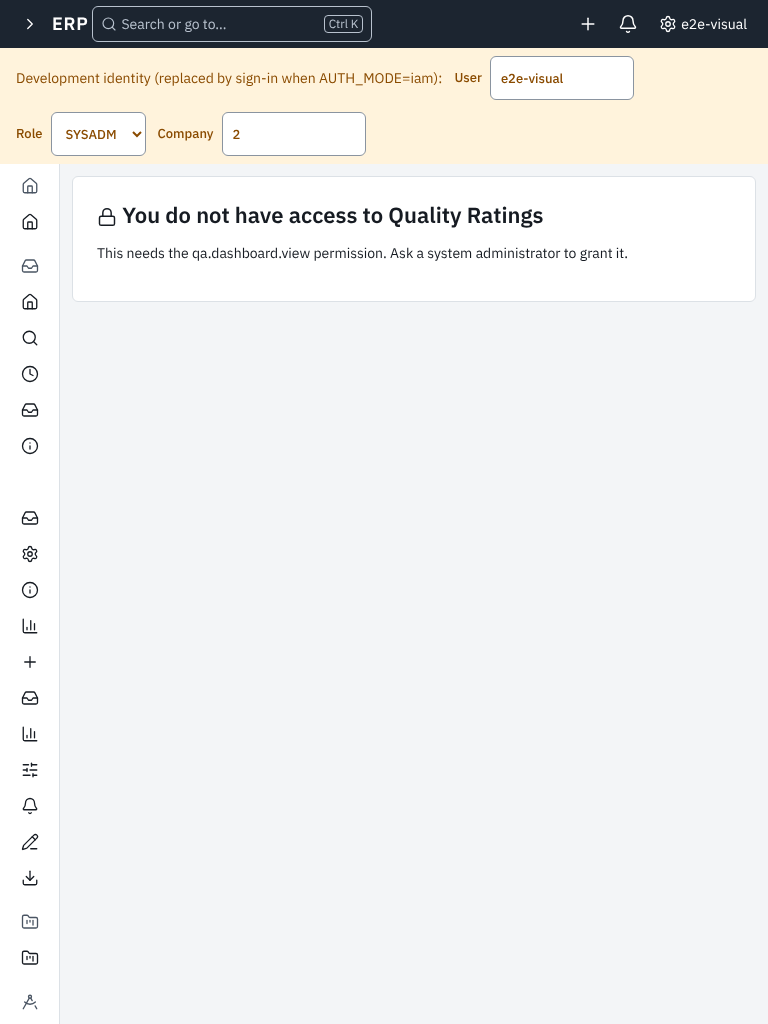 ERP Search or go to... Ctrl K e2e-visual
Development identity (replaced by sign-in when AUTH_MODE=iam): User e2e-visual
Role SYSADM Company 2
You do not have access to Quality Ratings
This needs the qa.dashboard.view permission. Ask a system administrator to grant it.